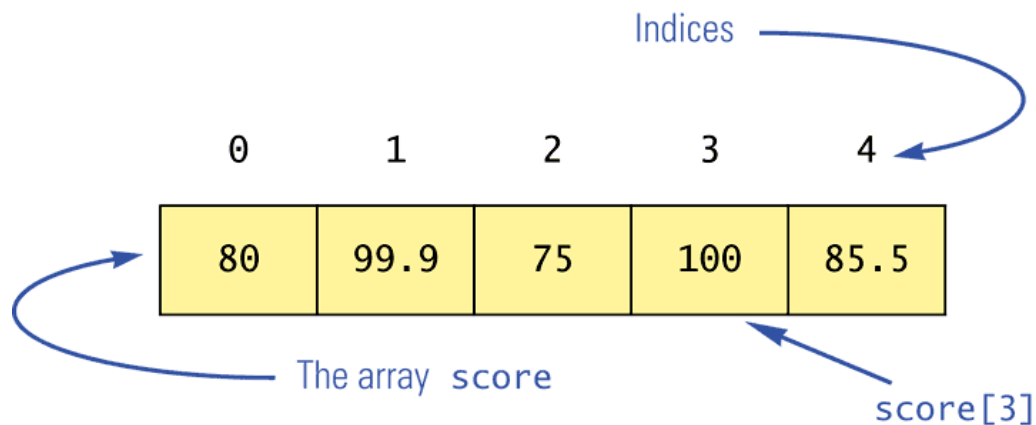 Indices
0 1 2 3 4
80 99.9 75 100 85.5
The array score
score[3]